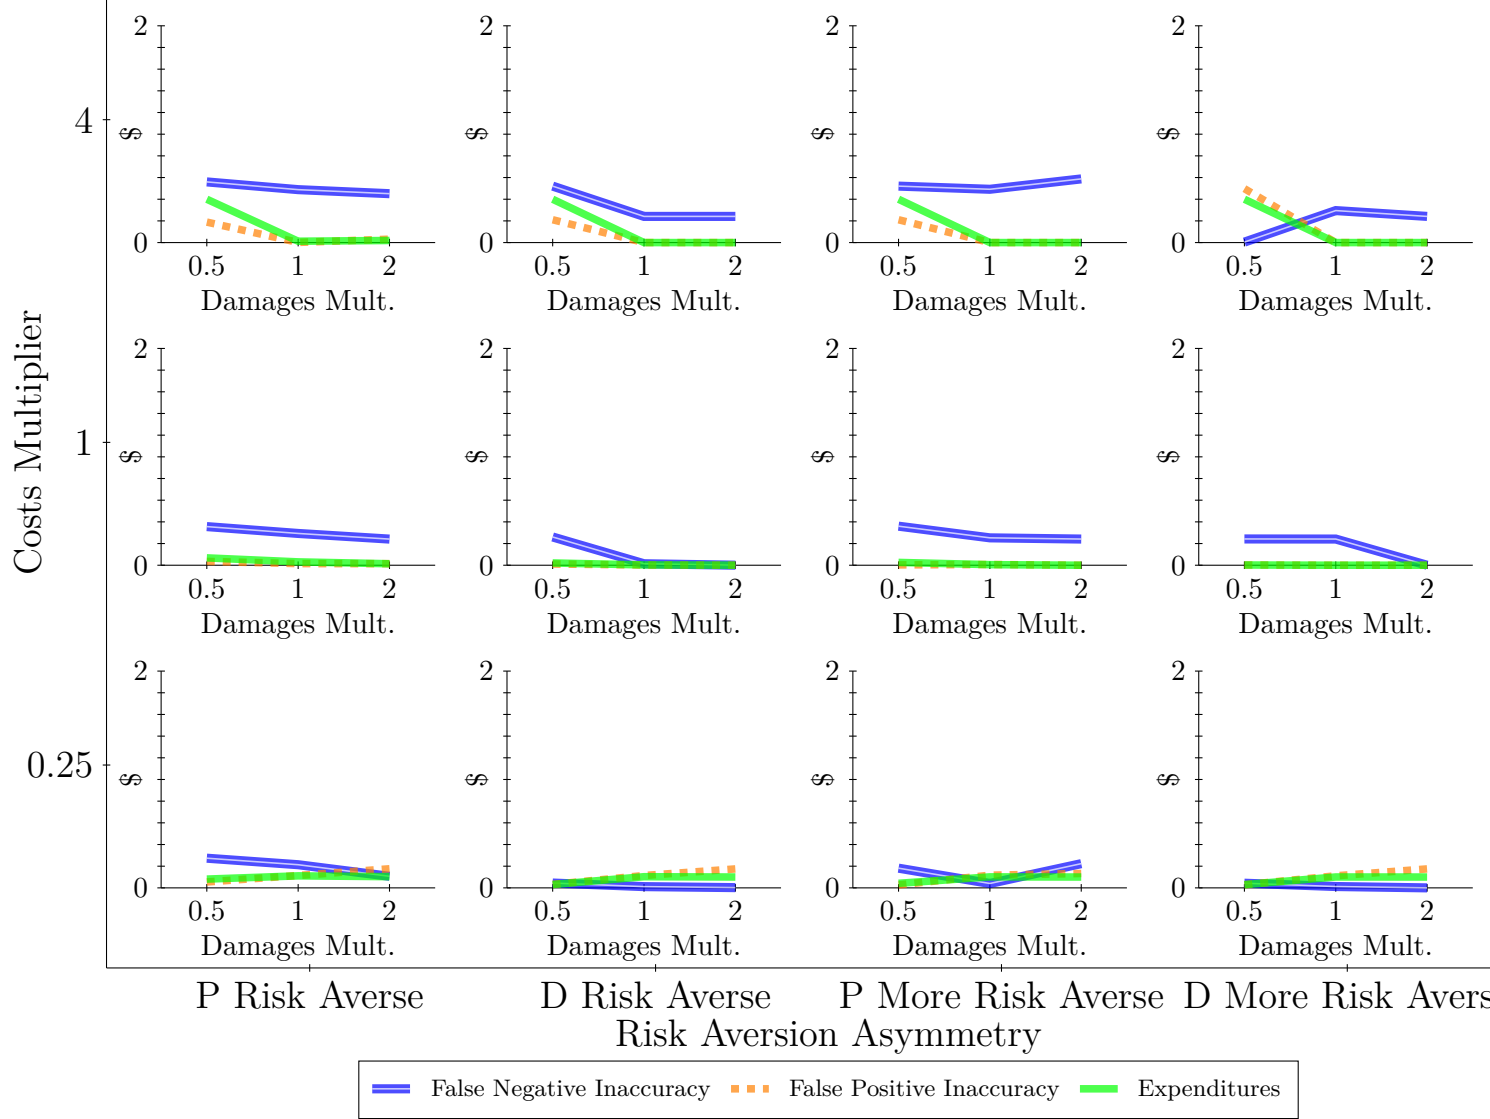 2 2 2 2
4 $ $ $ $
0 0 0 0
0.5 1 2 0.5 1 2 0.5 1 2 0.5 1 2
Damages Mult. Damages Mult. Damages Mult. Damages Mult.
Costs Multiplier
2 2 2 2
1 $ $ $ $
0 0 0 0
0.5 1 2 0.5 1 2 0.5 1 2 0.5 1 2
Damages Mult. Damages Mult. Damages Mult. Damages Mult.
2 2 2 2
0.25 $ $ $ $
0 0 0 0
0.5 1 2 0.5 1 2 0.5 1 2 0.5 1 2
Damages Mult. Damages Mult. Damages Mult. Damages Mult.
P Risk Averse D Risk Averse P More Risk Averse D More Risk Avers
Risk Aversion Asymmetry
False Negative Inaccuracy False Positive Inaccuracy Expenditures